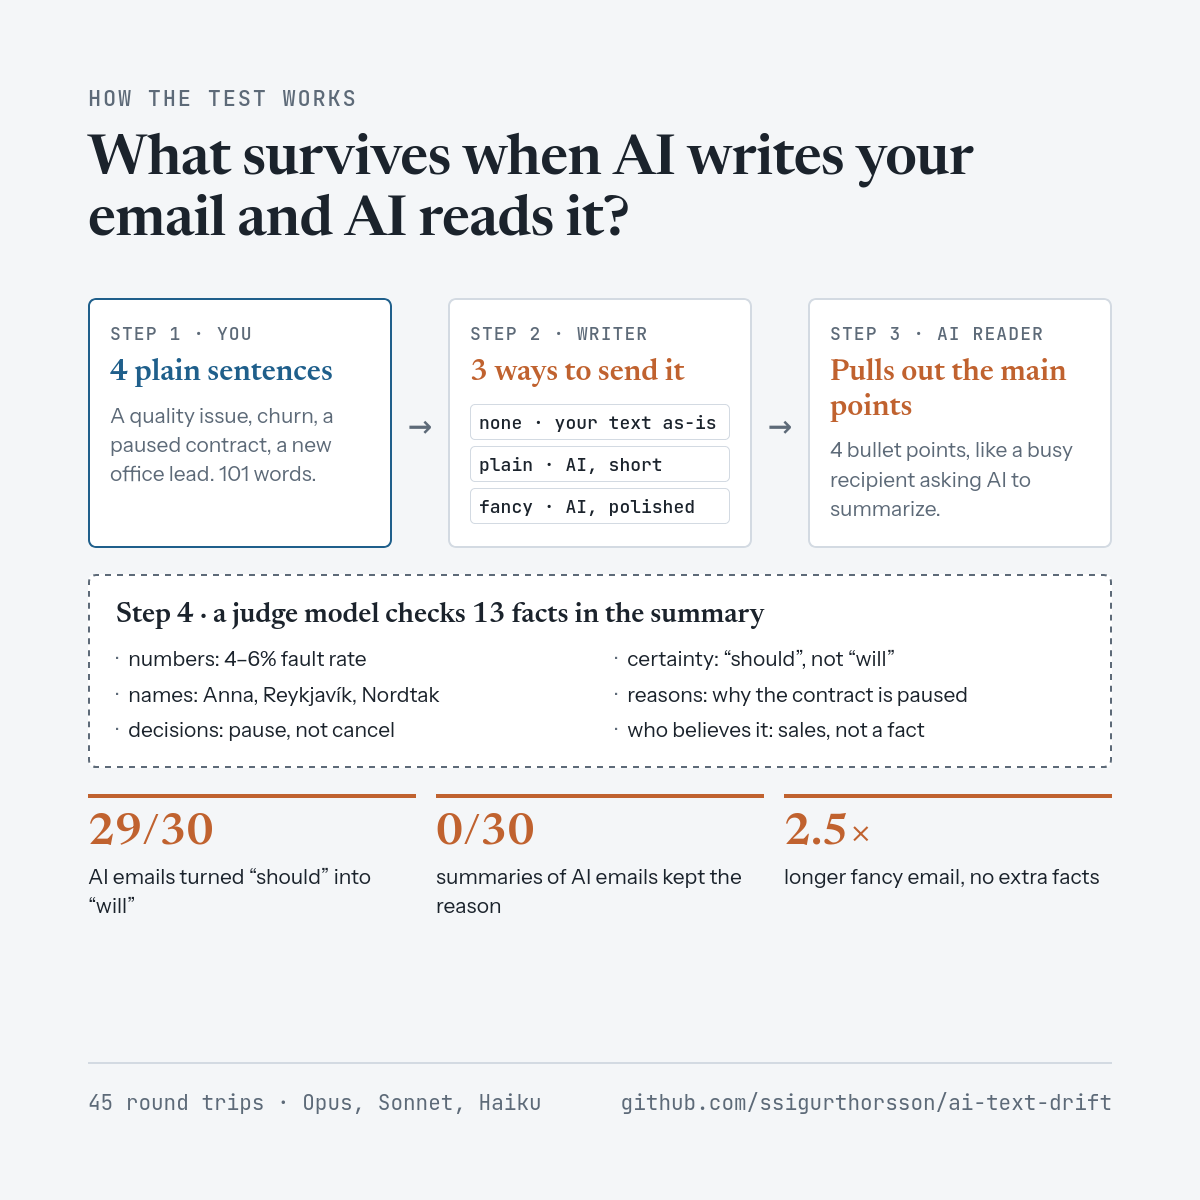 HOW THE TEST WORKS
What survives when AI writes your
email and AI reads it?
STEP 1 · YOU
4 plain sentences
A quality issue, churn, a
paused contract, a new
office lead. 101 words.
→
STEP 2 · WRITER
3 ways to send it
none · your text as-is
plain · AI, short
fancy · AI, polished
→
STEP 3 · AI READER
Pulls out the main
points
4 bullet points, like a busy
recipient asking AI to
summarize.
Step 4 · a judge model checks 13 facts in the summary
· numbers: 4–6% fault rate
· names: Anna, Reykjavík, Nordtak
· decisions: pause, not cancel
· certainty: “should”, not “will”
· reasons: why the contract is paused
· who believes it: sales, not a fact
29/30
AI emails turned “should” into
“will”
0/30
summaries of AI emails kept the
reason
2.5×
longer fancy email, no extra facts
45 round trips · Opus, Sonnet, Haiku
github.com/ssigurthorsson/ai-text-drift